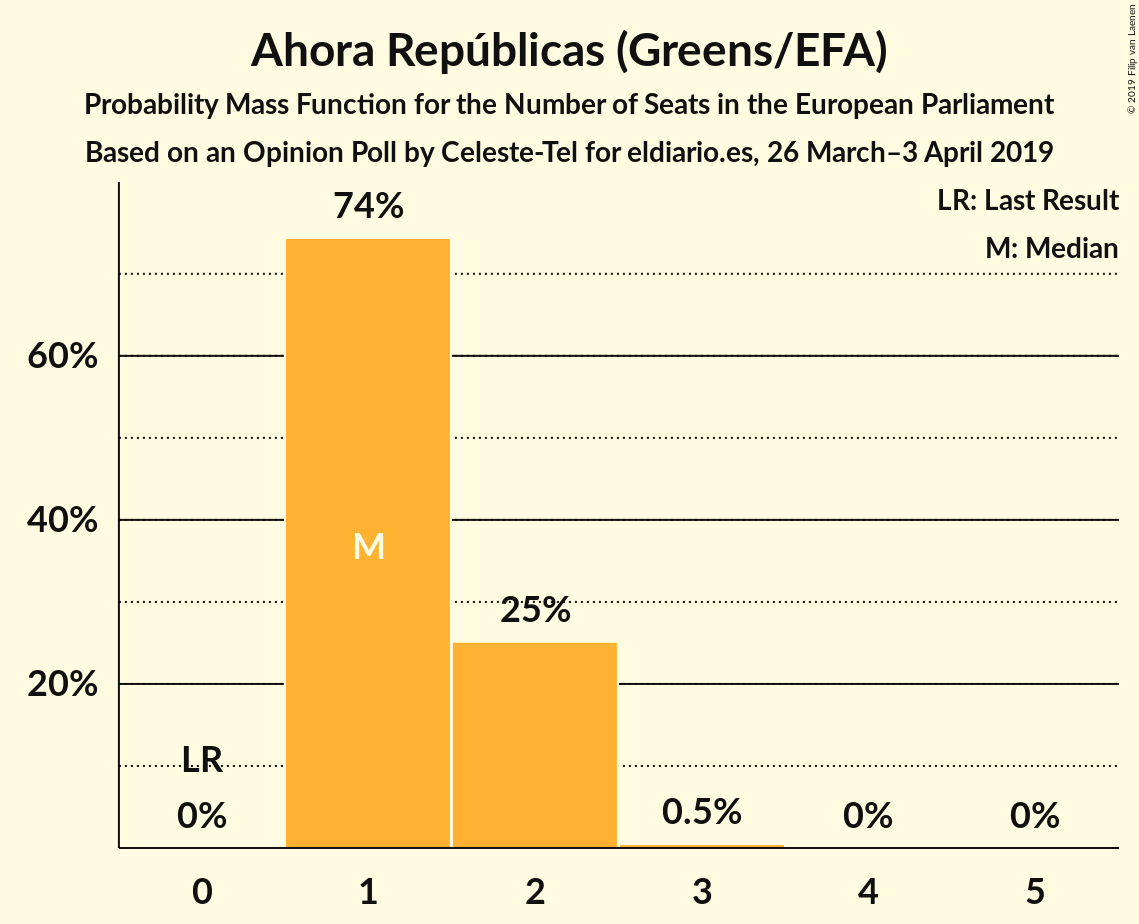 Ahora Repúblicas (Greens/EFA)
Probability Mass Function for the Number of Seats in the European Parliament
Based on an Opinion Poll by Celeste-Tel for eldiario.es, 26 March–3 April 2019
© 2019 Filip van Laenen
LR: Last Result
M: Median
74%
60%
40%
M
25%
20%
LR
0%
0.5%
0%
0%
0 1 2 3 4 5